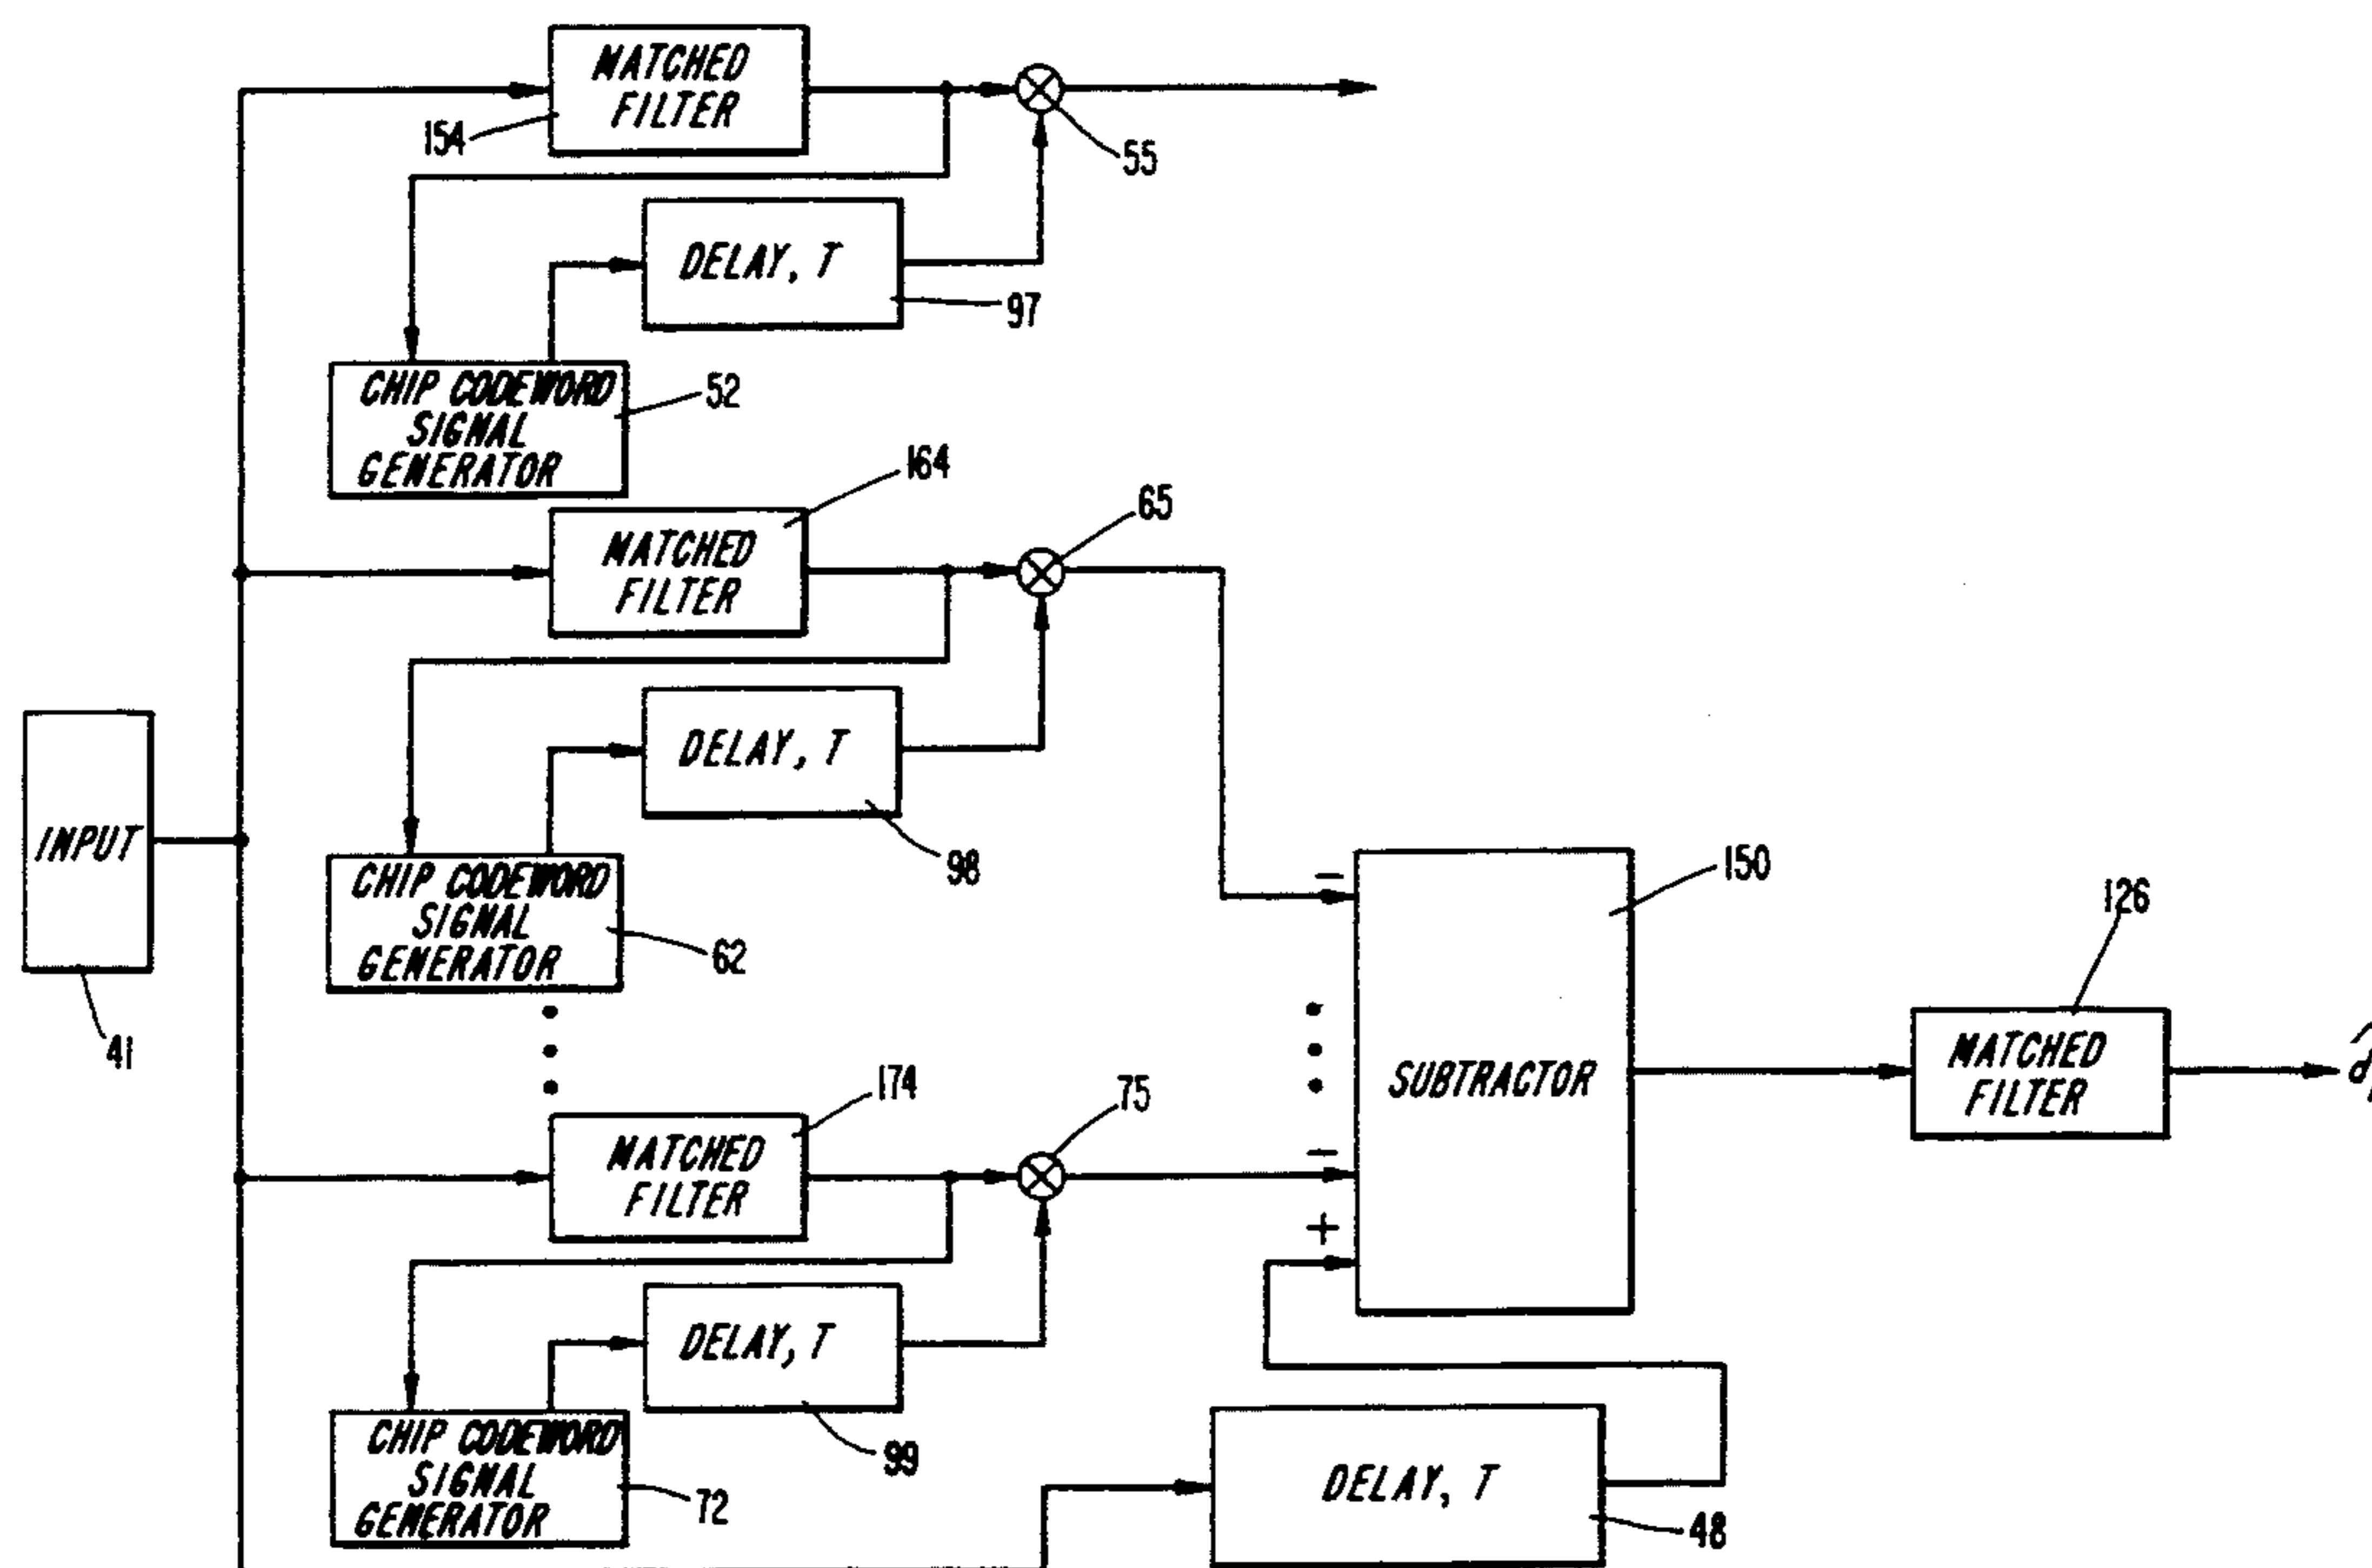 MATCHED
FILTER
154
55
DELAY, T
97
CHIP CODEWORD
SIGNAL
GENERATOR
52
164
MATCHED
FILTER
65
DELAY, T
98
CHIP CODEWORD
SIGNAL
GENERATOR
62
INPUT
41
174
MATCHED
FILTER
75
DELAY, T
99
CHIP CODEWORD
SIGNAL
GENERATOR
72
−
−
+
SUBTRACTOR
150
126
MATCHED
FILTER
DELAY, T
48